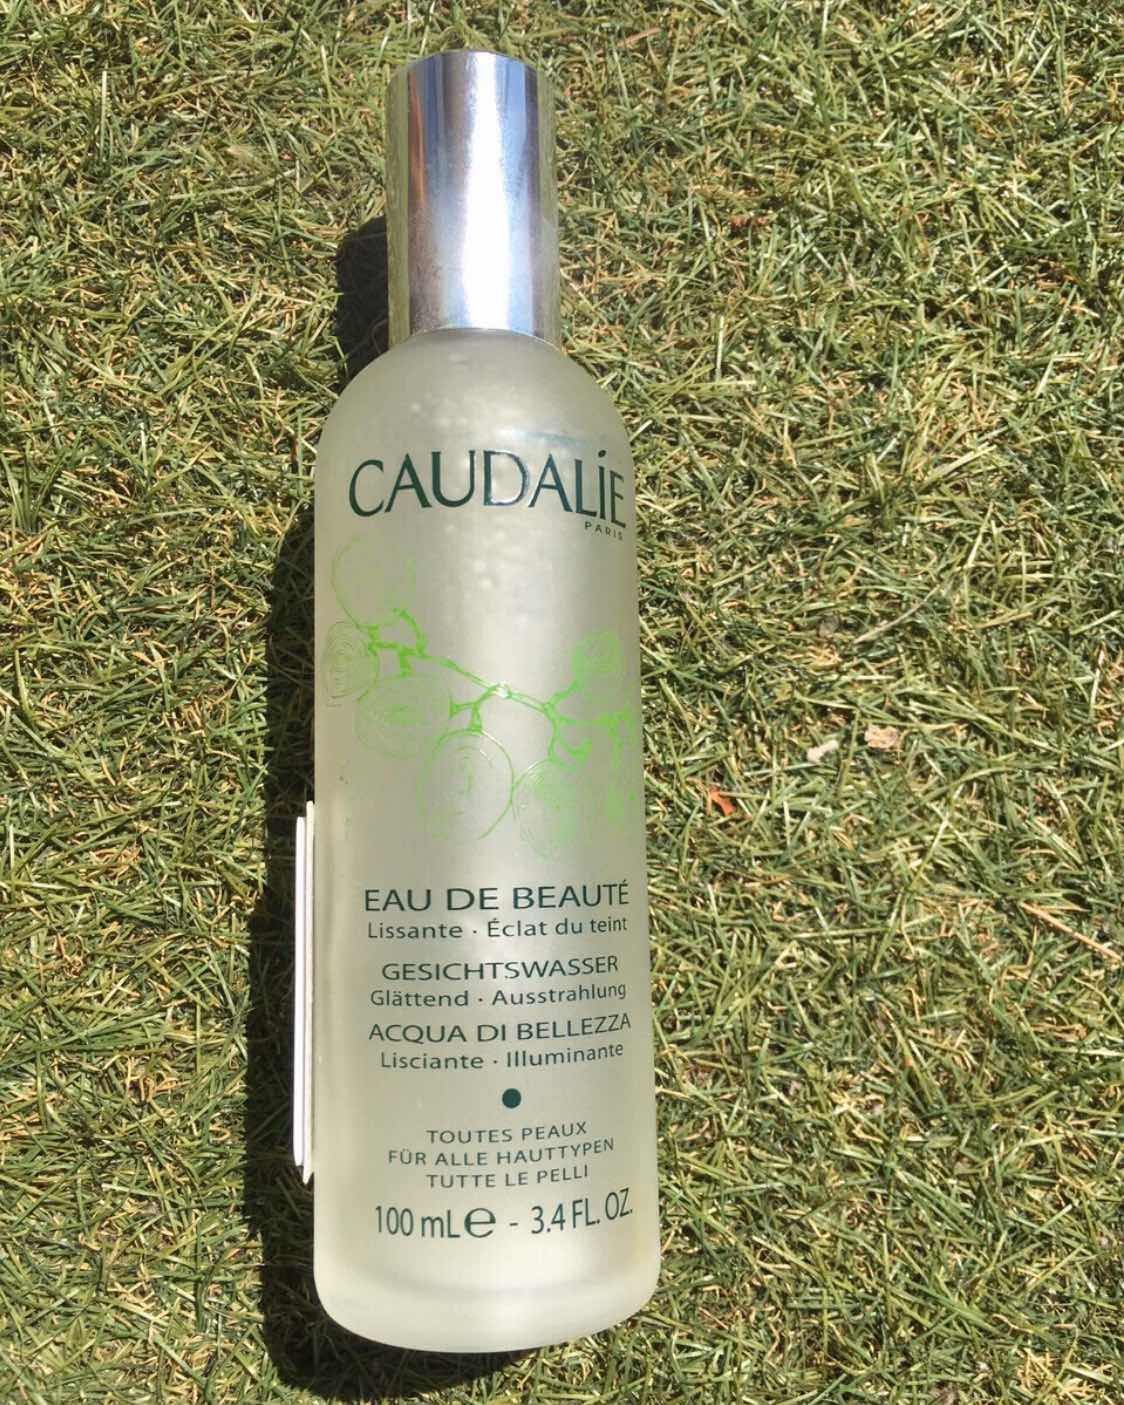 CAUDALíE
PARIS
EAU DE BEAUTÉ
Lissante · Éclat du teint
GESICHTSWASSER
Glättend · Ausstrahlung
ACQUA DI BELLEZZA
Lisciante · Illuminante
TOUTES PEAUX
FÜR ALLE HAUTTYPEN
TUTTE LE PELLI
100 mL e - 3.4 FL. OZ.